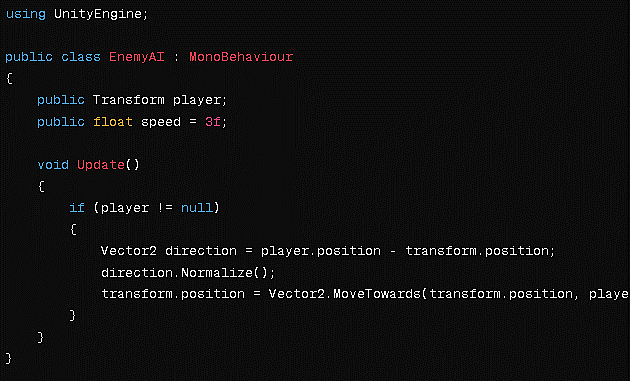 using UnityEngine;
public class EnemyAI : MonoBehaviour
{
public Transform player;
public float speed = 3f;
void Update()
{
if (player != null)
{
Vector2 direction = player.position - transform.position;
direction.Normalize();
transform.position = Vector2.MoveTowards(transform.position, playe
}
}
}